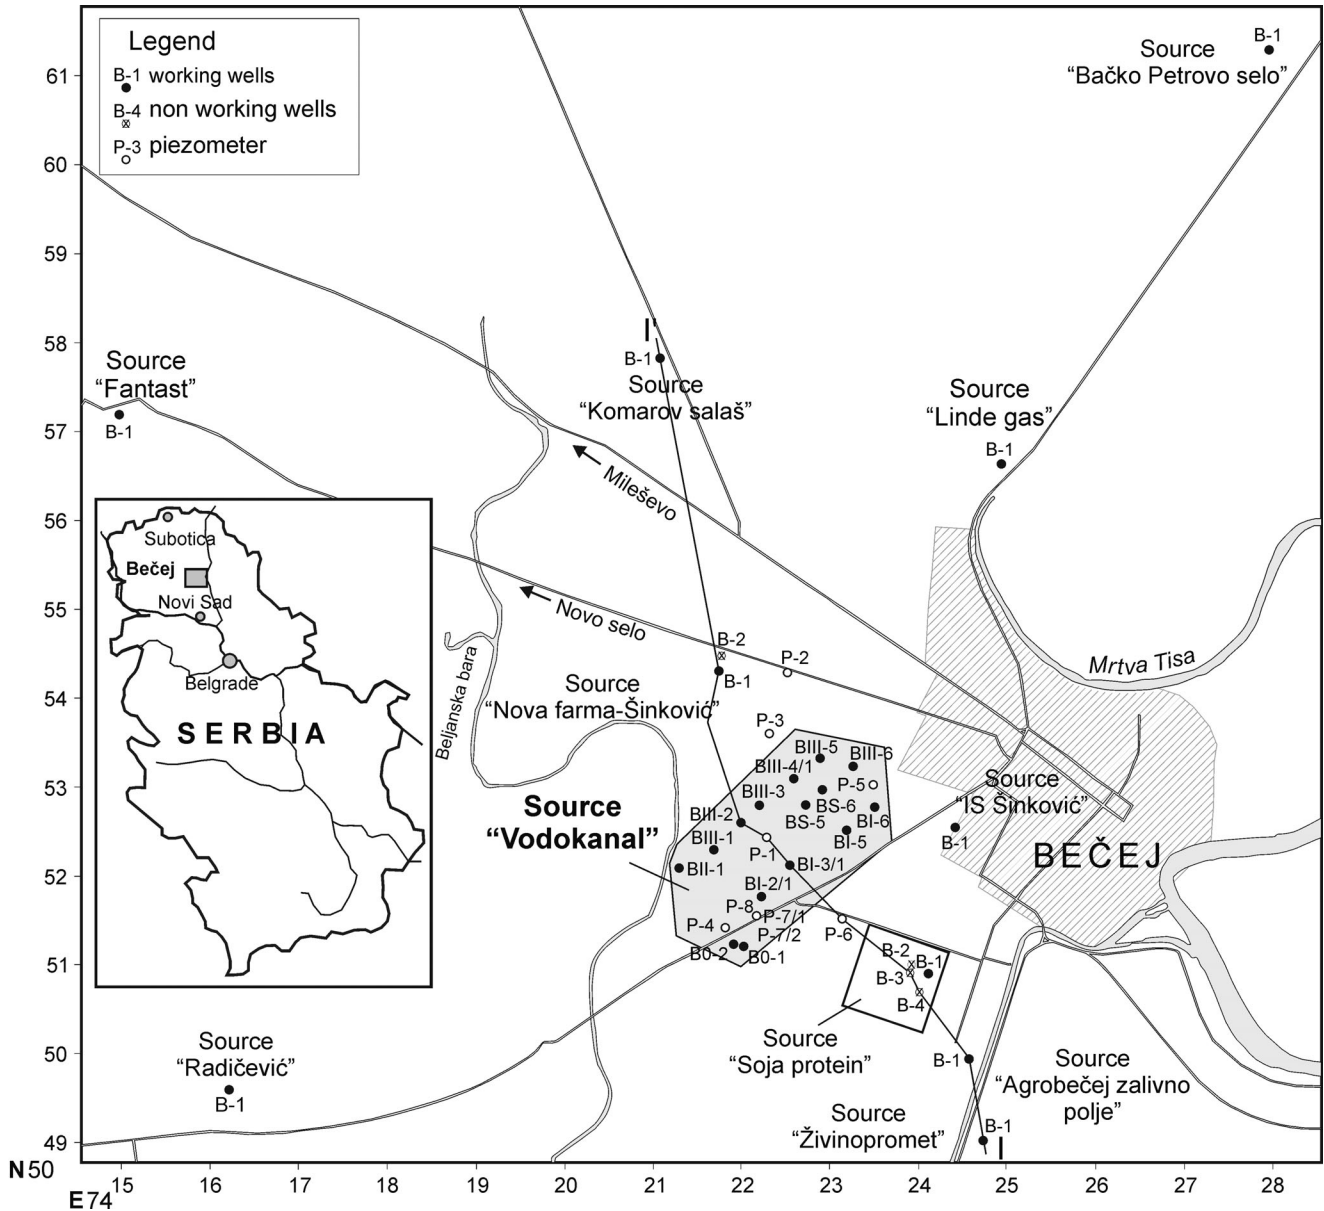 Legend
B-1 working wells
B-4 non working wells
P-3 piezometer
B-1
Source
“Bačko Petrovo selo”
61
60
59
58
57
56
55
54
53
52
51
50
49
I'
B-1
Source
“Komarov salaš”
Source
“Fantast”
B-1
Source
“Linde gas”
B-1
Mileševo
Novo selo
Subotica
Bečej
Novi Sad
Belgrade
SERBIA
Beljanska bara
B-2
P-2
B-1
Source
“Nova farma-Šinković”
Mrtva Tisa
P-3
BIII-5
BIII-6
BIII-4/1
P-5
BIII-3
BS-6
BS-5
BI-6
BI-5
BIII-2
BIII-1
P-1
BII-1
BI-3/1
BI-2/1
P-8
P-7/1
P-4
P-7/2
B0-2
B0-1
P-6
Source
“Vodokanal”
Source
“IS Šinković”
B-1
BEČEJ
B-2
B-1
B-3
B-4
Source
“Soja protein”
B-1
Source
“Agrobečej zalivno
polje”
Source
“Živinopromet”
B-1
I
Source
“Radičević”
B-1
N50
E74
15 16 17 18 19 20 21 22 23 24 25 26 27 28